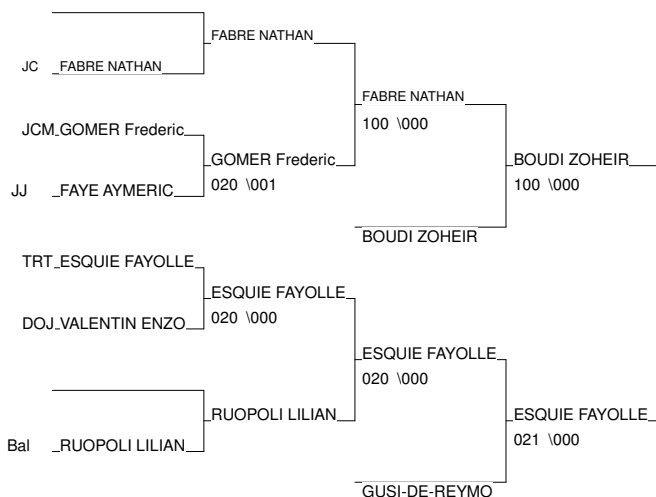 FABRE NATHAN
JC FABRE NATHAN
FABRE NATHAN
100 \000
JCM GOMER Frederic
GOMER Frederic
020 \001
BOUDI ZOHEIR
100 \000
JJ FAYE AYMERIC
BOUDI ZOHEIR
TRT ESQUIE FAYOLLE
ESQUIE FAYOLLE
020 \000
DOJ VALENTIN ENZO
ESQUIE FAYOLLE
020 \000
RUOPOLI LILIAN
ESQUIE FAYOLLE
021 \000
Bal RUOPOLI LILIAN
GUSI-DE-REYMO